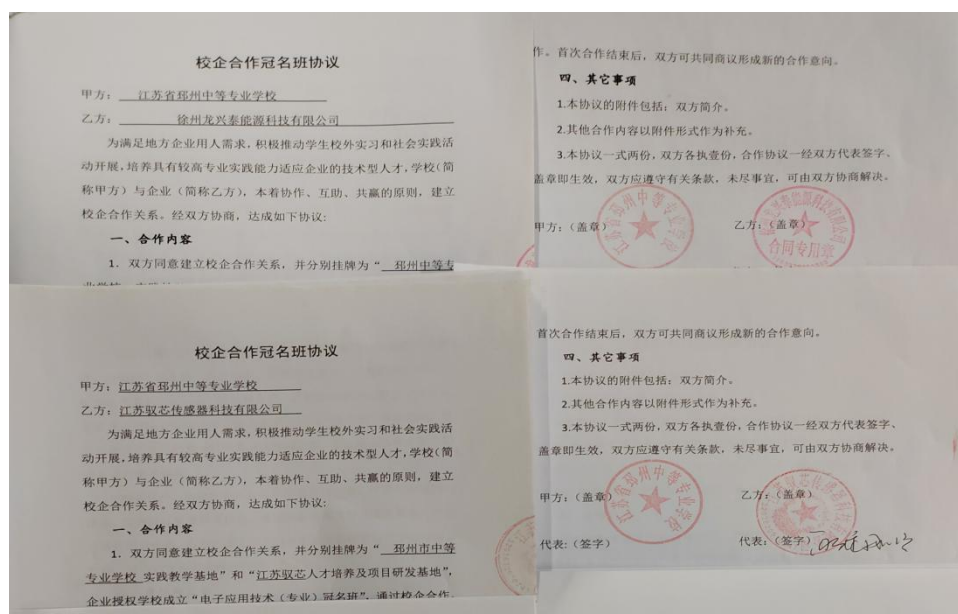 校企合作冠名班协议
甲方：江苏省邳州中等专业学校
乙方：徐州龙兴泰能源科技有限公司
为满足地方企业用人需求,积极推动学生校外实习和社会实践活
动开展,培养具有较高专业实践能力适应企业的技术型人才,学校(简
称甲方）与企业（简称乙方），本着协作、互助、共赢的原则，建立
校企合作关系。经双方协商，达成如下协议:
一、合作内容
1. 双方同意建立校企合作关系，并分别挂牌为“ 邳州中等专
作。首次合作结束后，双方可共同商议形成新的合作意向。
四、其它事项
1.本协议的附件包括：双方简介。
2.其他合作内容以附件形式作为补充。
3.本协议一式两份，双方各执壹份，合作协议一经双方代表签字、
盖章即生效，双方应遵守有关条款，未尽事宜，可由双方协商解决。
甲方：（盖章）
江苏省邳州中等专业学校
乙方：（盖章）
合同专用章
校企合作冠名班协议
甲方：江苏省邳州中等专业学校
乙方：江苏驭芯传感器科技有限公司
为满足地方企业用人需求,积极推动学生校外实习和社会实践活
动开展,培养具有较高专业实践能力适应企业的技术型人才,学校(简
称甲方）与企业（简称乙方），本着协作、互助、共赢的原则，建立
校企合作关系。经双方协商，达成如下协议:
一、合作内容
1. 双方同意建立校企合作关系，并分别挂牌为“ 邳州市中等
专业学校 实践教学基地”和“江苏驭芯人才培养及项目研发基地”，
企业授权学校成立“电子应用技术（专业）冠名班”，通过校企合作，
首次合作结束后，双方可共同商议形成新的合作意向。
四、其它事项
1.本协议的附件包括：双方简介。
2.其他合作内容以附件形式作为补充。
3.本协议一式两份，双方各执壹份，合作协议一经双方代表签字、
盖章即生效，双方应遵守有关条款，未尽事宜，可由双方协商解决。
甲方：（盖章）
江苏省邳州中等专业学校
乙方：（盖章）
代表:（签字）
代表:（签字）